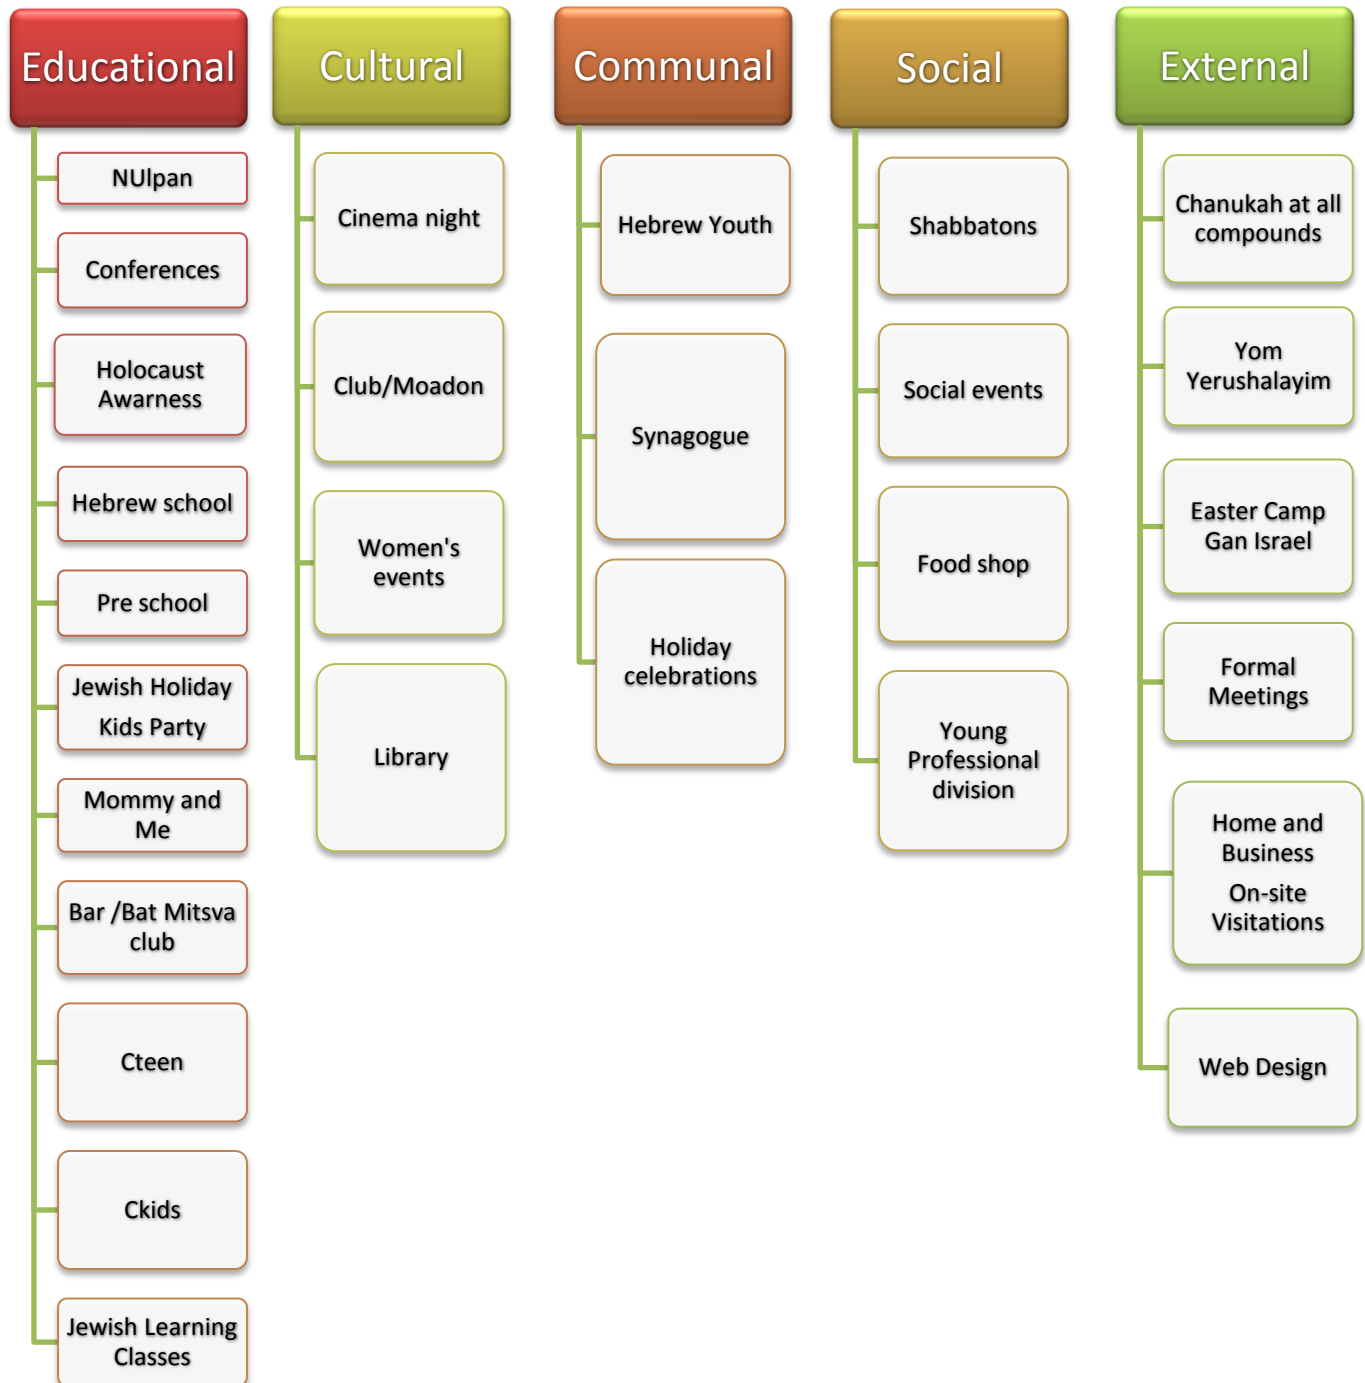 Educational
NUlpan
Conferences
Holocaust
Awarness
Hebrew school
Pre school
Jewish Holiday
Kids Party
Mommy and
Me
Bar /Bat Mitsva
club
Cteen
Ckids
Jewish Learning
Classes
Cultural
Cinema night
Club/Moadon
Women's
events
Library
Communal
Hebrew Youth
Synagogue
Holiday
celebrations
Social
Shabbatons
Social events
Food shop
Young
Professional
division
External
Chanukah at all
compounds
Yom
Yerushalayim
Easter Camp
Gan Israel
Formal
Meetings
Home and
Business
On-site
Visitations
Web Design